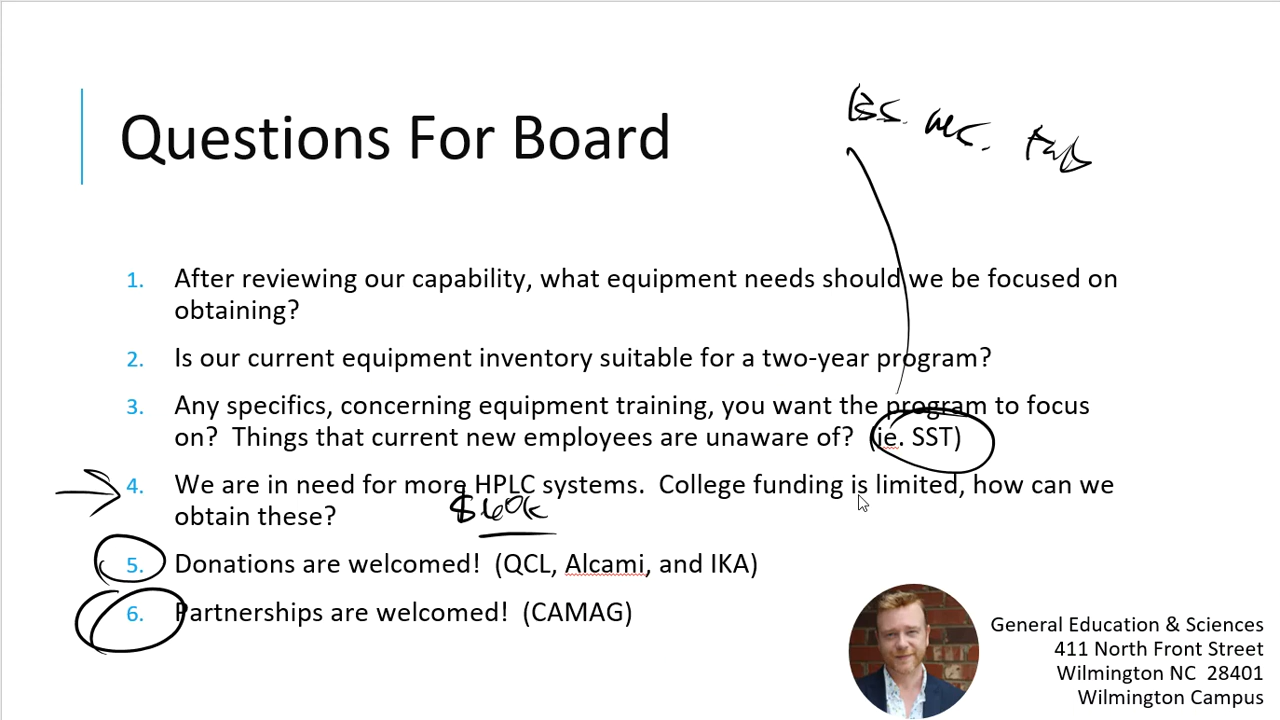 Questions For Board
1. After reviewing our capability, what equipment needs should we be focused on
obtaining?
2. Is our current equipment inventory suitable for a two-year program?
3. Any specifics, concerning equipment training, you want the program to focus
on?  Things that current new employees are unaware of?  (ie. SST)
4. We are in need for more HPLC systems.  College funding is limited, how can we
obtain these?
$60k
5. Donations are welcomed!  (QCL, Alcami, and IKA)
6. Partnerships are welcomed!  (CAMAG)
General Education & Sciences
411 North Front Street
Wilmington NC  28401
Wilmington Campus